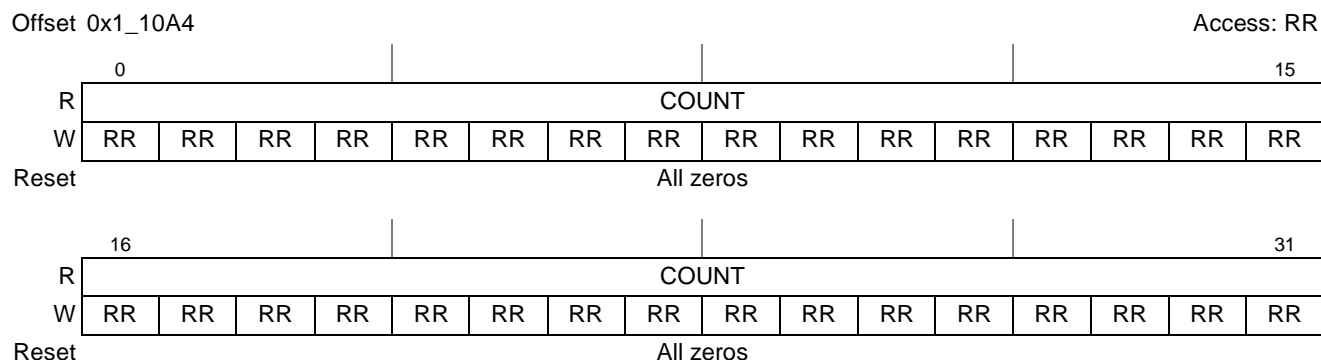 Offset 0x1_10A4 Access: RR
0 15
R COUNT
W RR RR RR RR RR RR RR RR RR RR RR RR RR RR RR RR
Reset All zeros
16 31
R COUNT
W RR RR RR RR RR RR RR RR RR RR RR RR RR RR RR RR
Reset All zeros